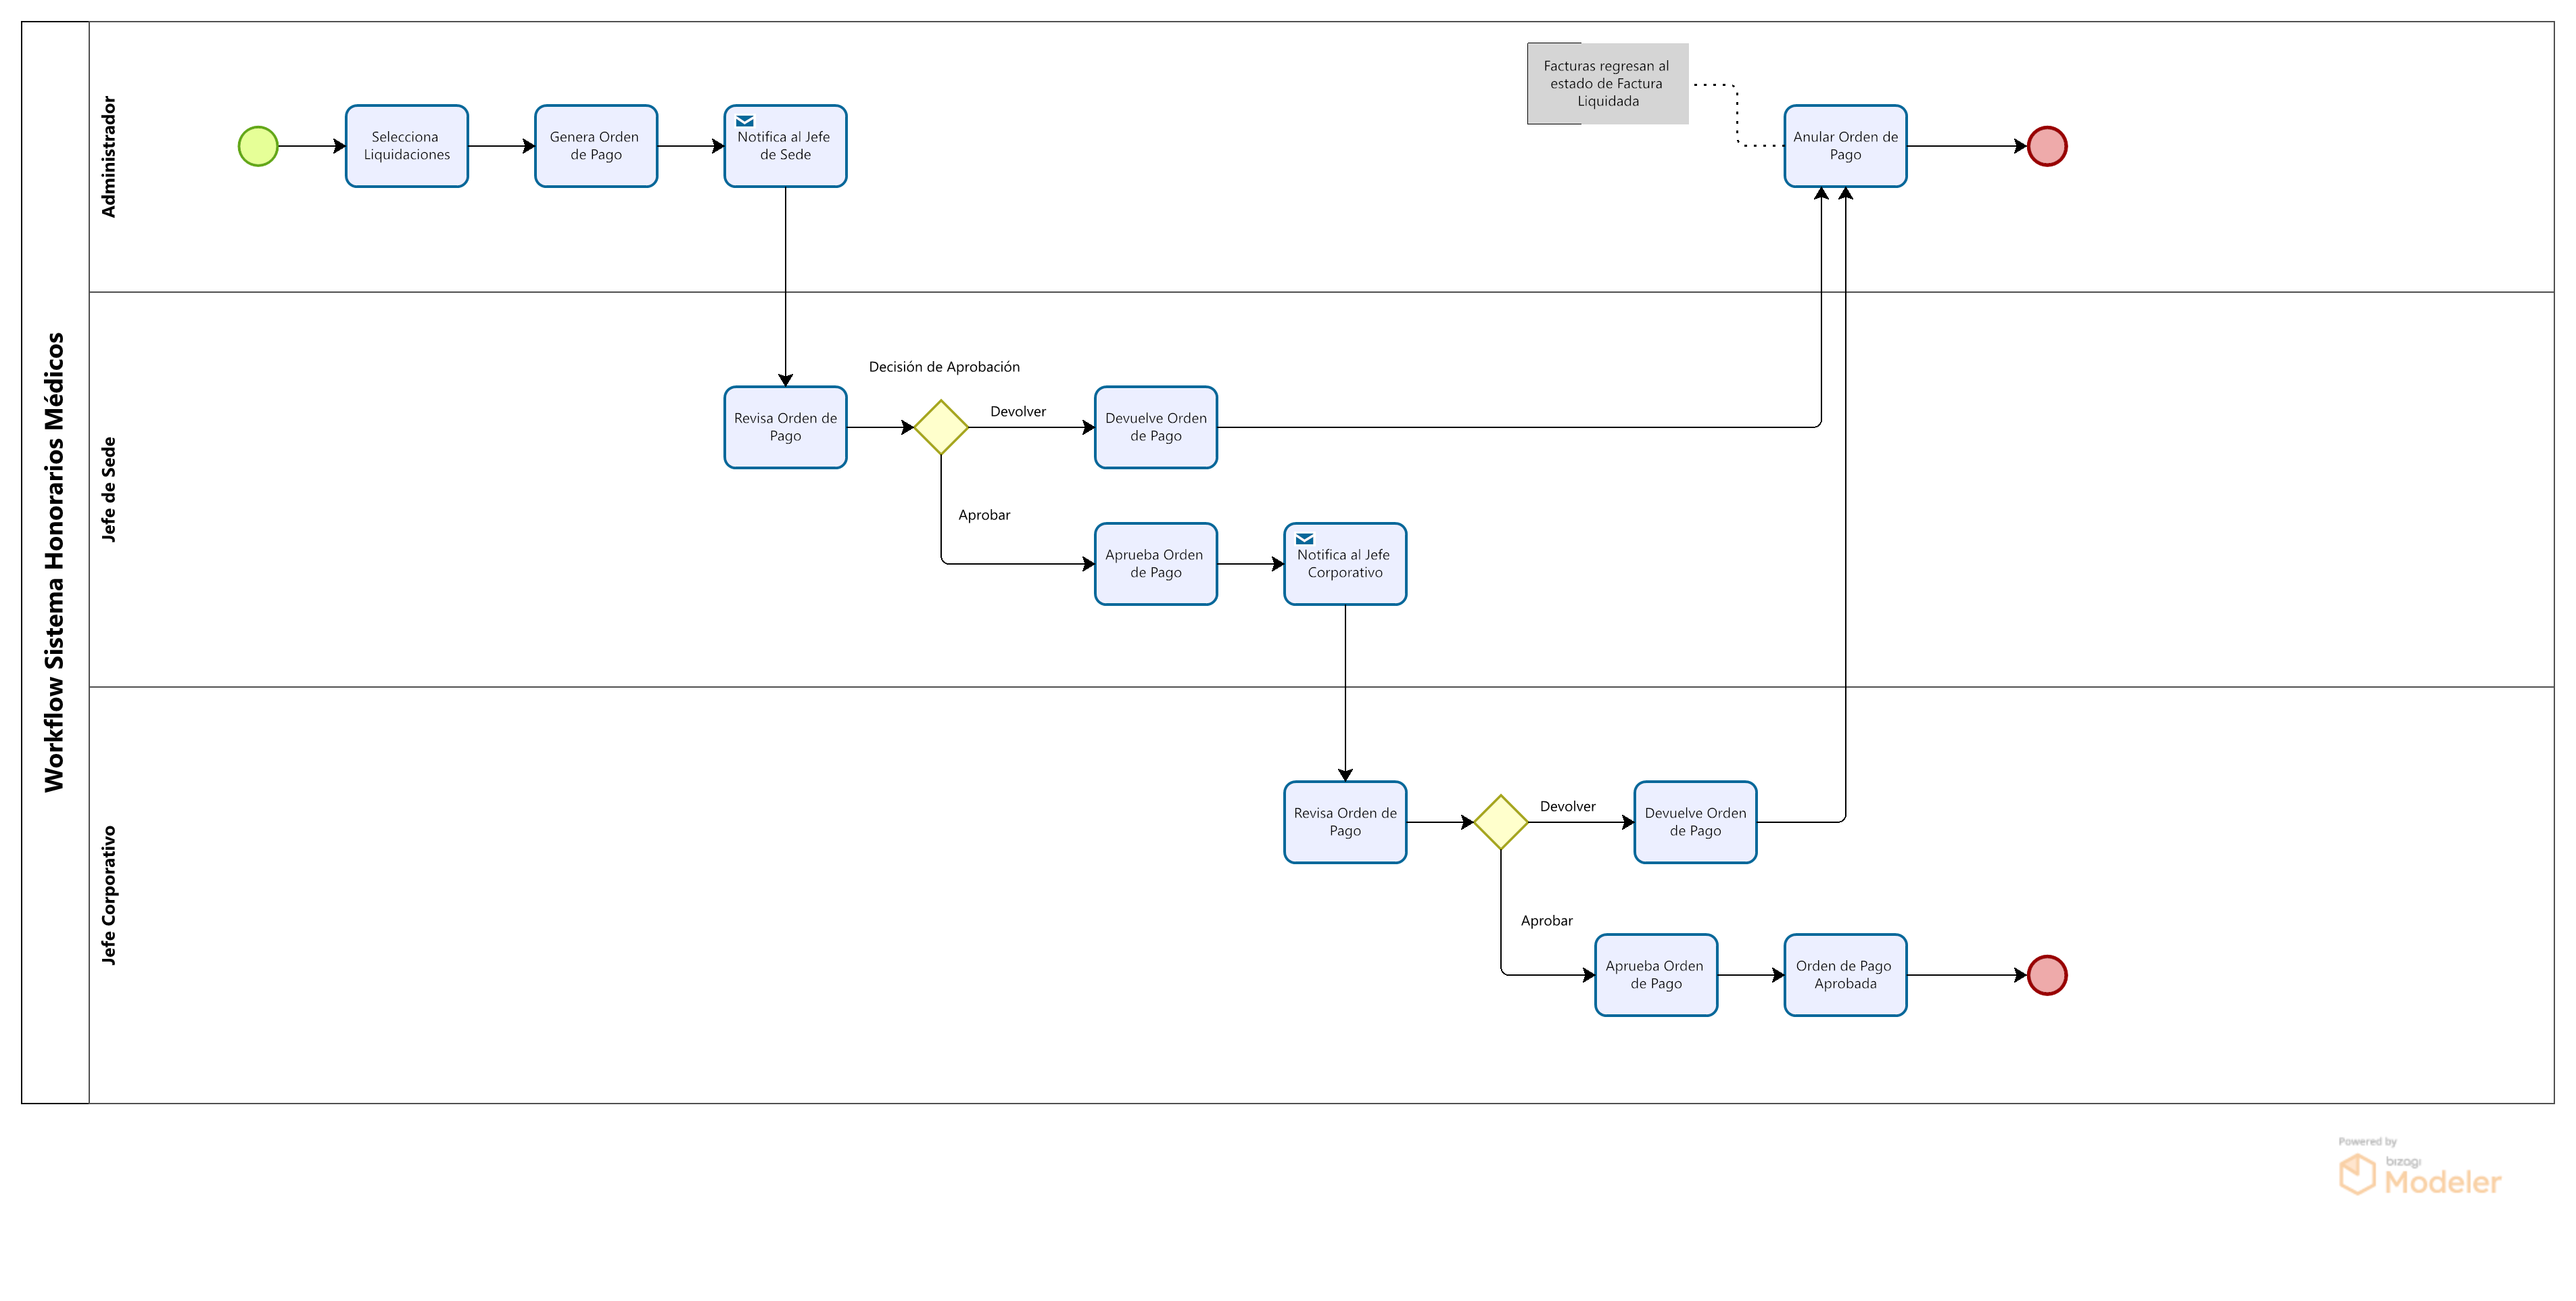 Workflow Sistema Honorarios Médicos
Administrador
Selecciona
Liquidaciones
Genera Orden
de Pago
Notifica al Jefe
de Sede
Facturas regresan al
estado de Factura
Liquidada
Anular Orden de
Pago
Jefe de Sede
Revisa Orden de
Pago
Decisión de Aprobación
Devolver
Devuelve Orden
de Pago
Aprobar
Aprueba Orden
de Pago
Notifica al Jefe
Corporativo
Jefe Corporativo
Revisa Orden de
Pago
Devolver
Devuelve Orden
de Pago
Aprobar
Aprueba Orden
de Pago
Orden de Pago
Aprobada
Powered by
bizagi
Modeler